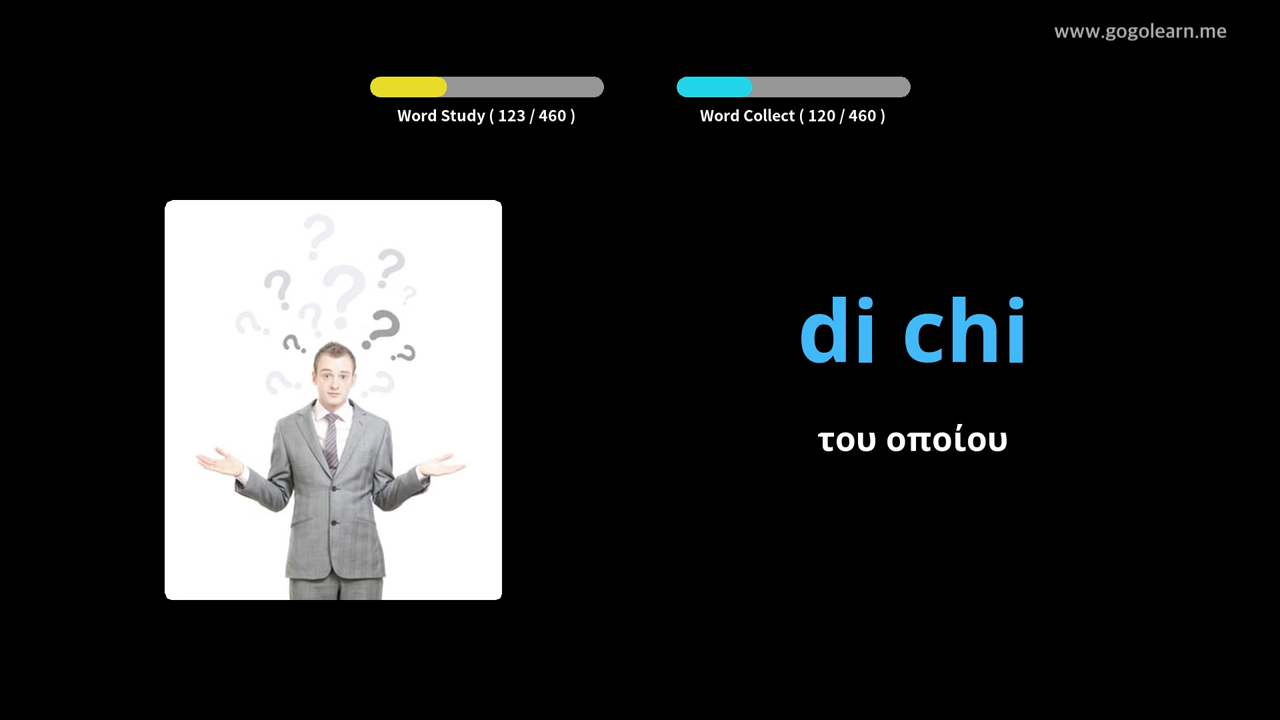 www.gogolearn.me
Word Study ( 123 / 460 )
Word Collect ( 120 / 460 )
di chi
του οποίου